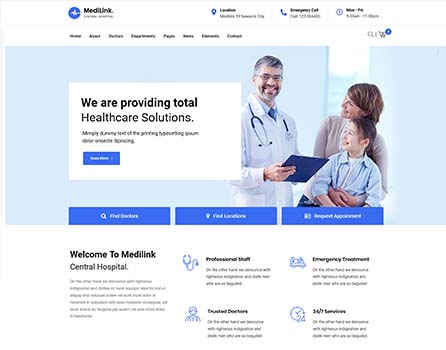 MediLink.
CENTRAL HOSPITAL
Location
Medilink 99 Newyork City
Emergency Call
Call: 123.856400
Mon - Fri
9.00am - 11.00pm
Home About Doctors Departments Pages News Elements Contact
0
We are providing total
Healthcare Solutions.
Mimply dummy text of the printing typesetting ipsum
dolor onsecte dipiscing.
Read More
Find Doctors
Find Locations
Request Appoinment
Welcome To Medilink
Central Hospital.
On the other hand we denounce with righteous
indignation and dislike
Professional Staff
On the other hand we denounce with
righteous indignation and dislike
men who are so beguiled.
Emergency Treatment
On the other hand we denounce with
righteous indignation and dislike
men who are so beguiled.
Trusted Doctors
On the other hand we denounce with
righteous indignation and
dislike men who are so beguiled.
24/7 Services
On the other hand we denounce with
righteous indignation and
dislike men who are so beguiled.